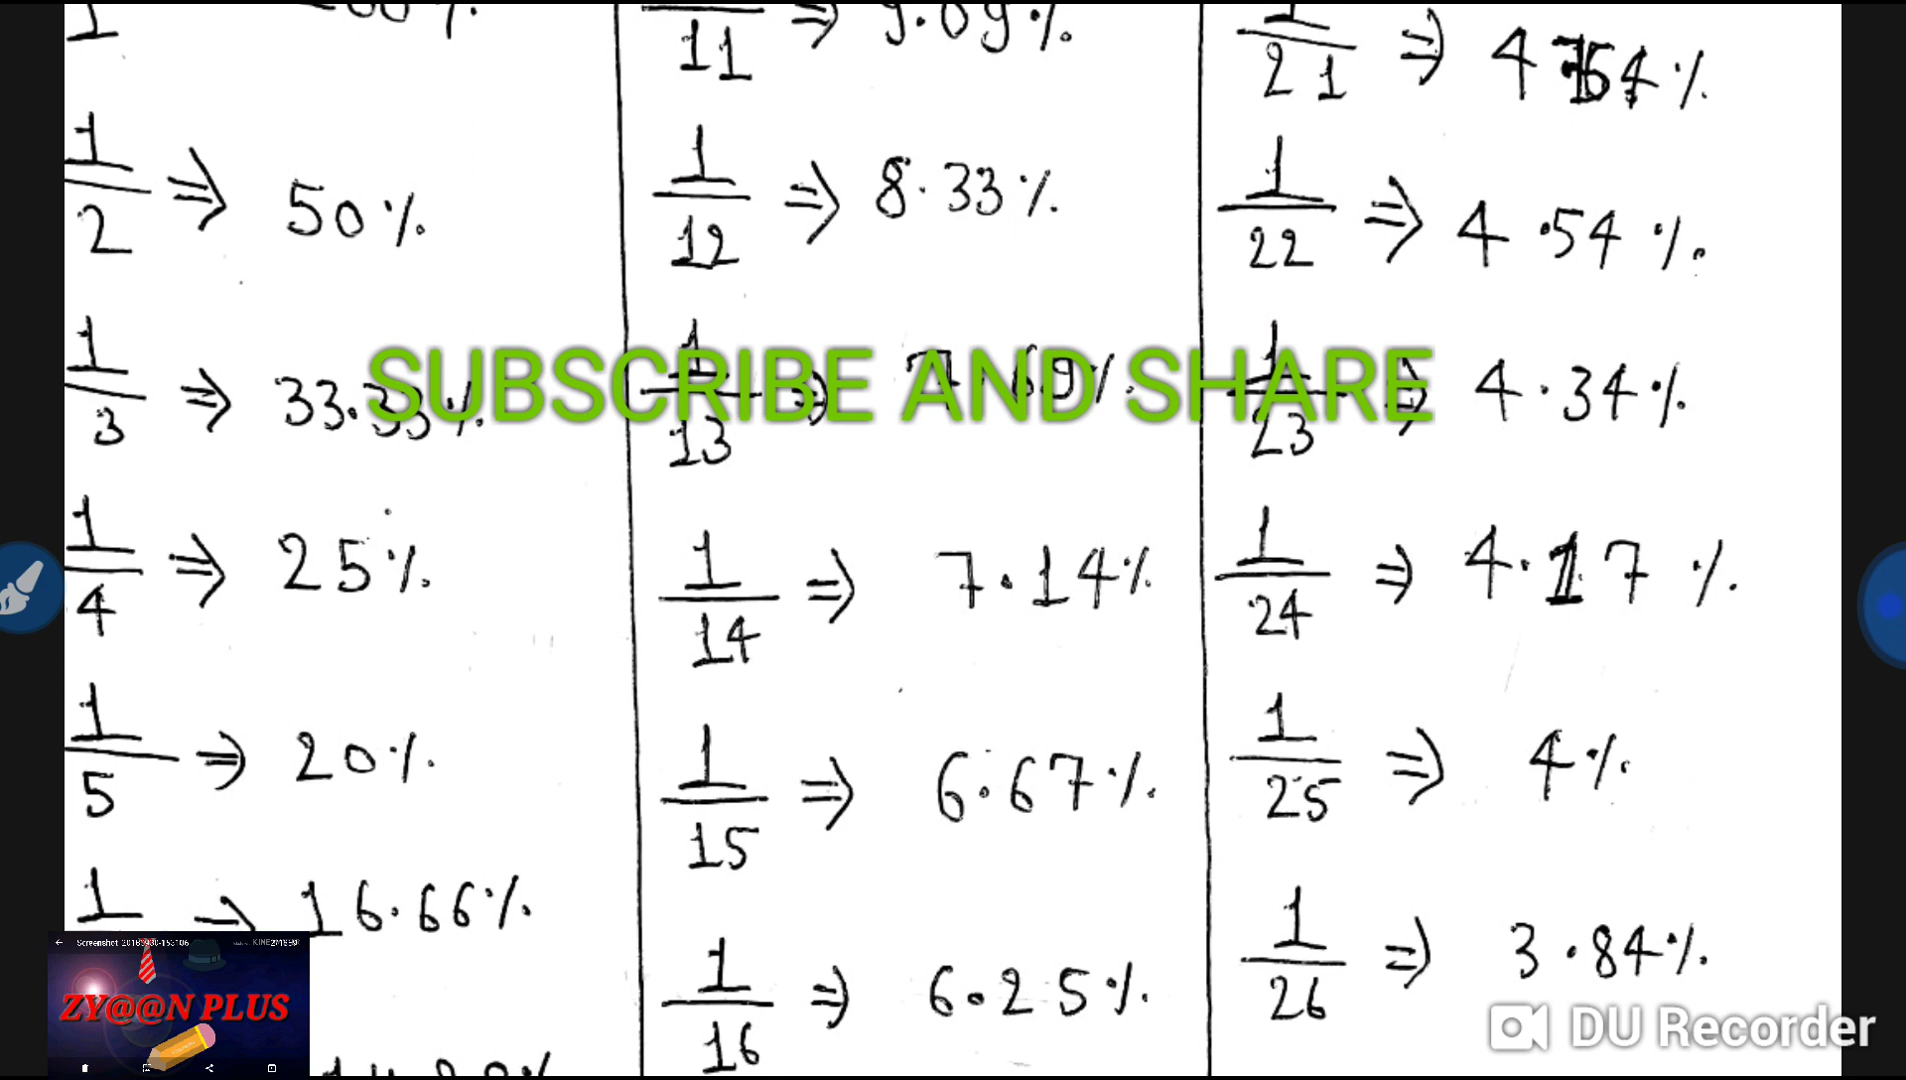 1/2 ⇒ 50%
1/3 ⇒ 33.33%
1/4 ⇒ 25%
1/5 ⇒ 20%
1 ⇒ 16.66%
11 ⇒ 9.09%
1/12 ⇒ 8.33%
1/13 ⇒ 7.69%
1/14 ⇒ 7.14%
1/15 ⇒ 6.67%
1/16 ⇒ 6.25%
1/21 ⇒ 4
1/22 ⇒ 4.54%
1/23 ⇒ 4.34%
1/24 ⇒ 4.17%
1/25 ⇒ 4%
1/26 ⇒ 3.84%
SUBSCRIBE AND SHARE
ZY@@N PLUS
DU Recorder